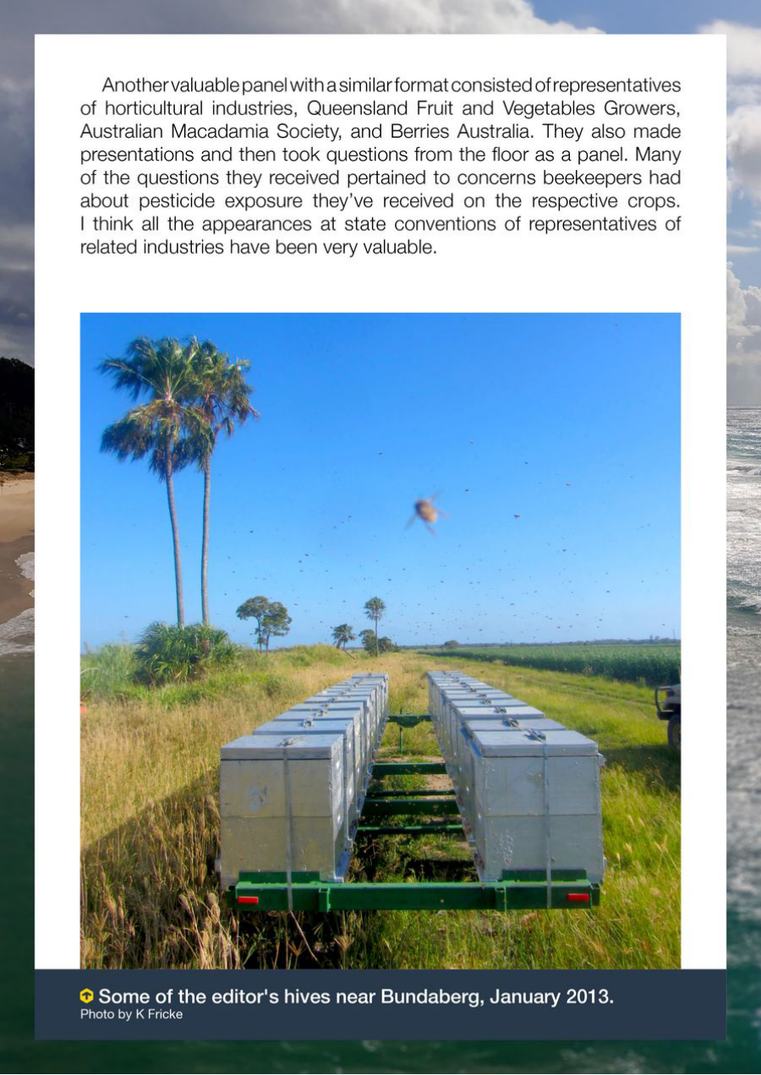 Another valuable panel with a similar format consisted of representatives
of horticultural industries, Queensland Fruit and Vegetables Growers,
Australian Macadamia Society, and Berries Australia. They also made
presentations and then took questions from the floor as a panel. Many
of the questions they received pertained to concerns beekeepers had
about pesticide exposure they've received on the respective crops.
I think all the appearances at state conventions of representatives of
related industries have been very valuable.
Some of the editor's hives near Bundaberg, January 2013.
Photo by K Fricke